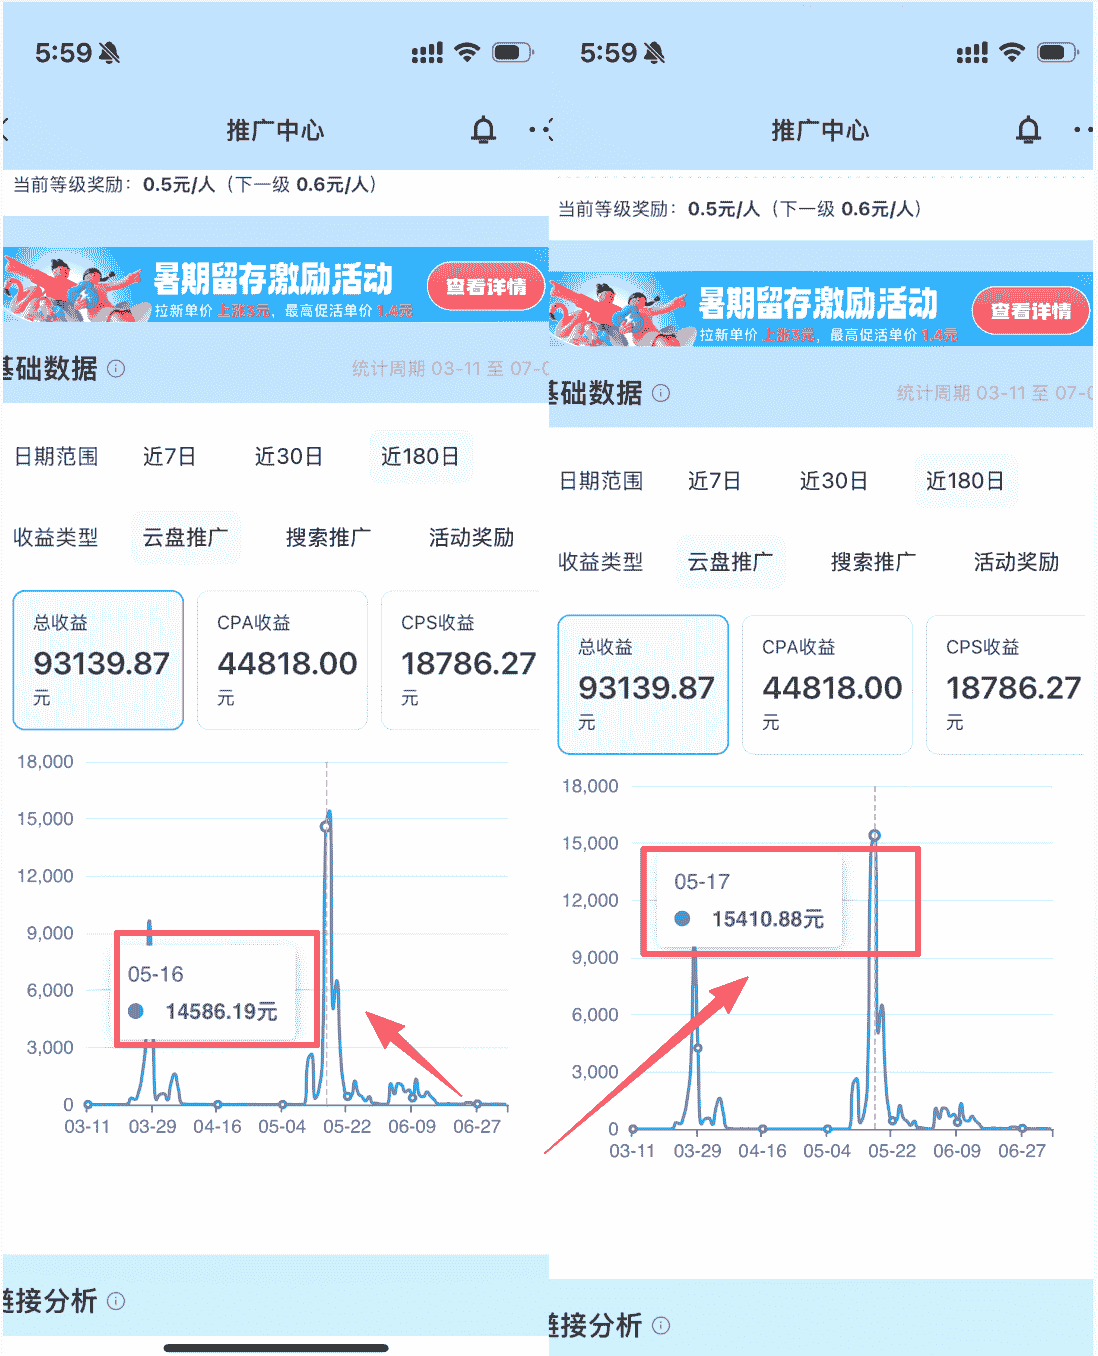 5:59
推广中心
当前等级奖励：0.5元/人（下一级 0.6元/人）
暑期留存激励活动
拉新单价 上涨3元，最高促活单价 1.4元
查看详情
基础数据
统计周期 03-11 至 07-0
日期范围 近7日 近30日 近180日
收益类型 云盘推广 搜索推广 活动奖励
总收益 CPA收益 CPS收益
93139.87 44818.00 18786.27
元 元 元
18,000
15,000
12,000
9,000
6,000
3,000
0
05-16
14586.19元
03-11 03-29 04-16 05-04 05-22 06-09 06-27
链接分析
5:59
推广中心
当前等级奖励：0.5元/人（下一级 0.6元/人）
暑期留存激励活动
拉新单价 上涨3元，最高促活单价 1.4元
查看详情
基础数据
统计周期 03-11 至 07-0
日期范围 近7日 近30日 近180日
收益类型 云盘推广 搜索推广 活动奖励
总收益 CPA收益 CPS收益
93139.87 44818.00 18786.27
元 元 元
18,000
15,000
12,000
9,000
6,000
3,000
0
05-17
15410.88元
03-11 03-29 04-16 05-04 05-22 06-09 06-27
链接分析